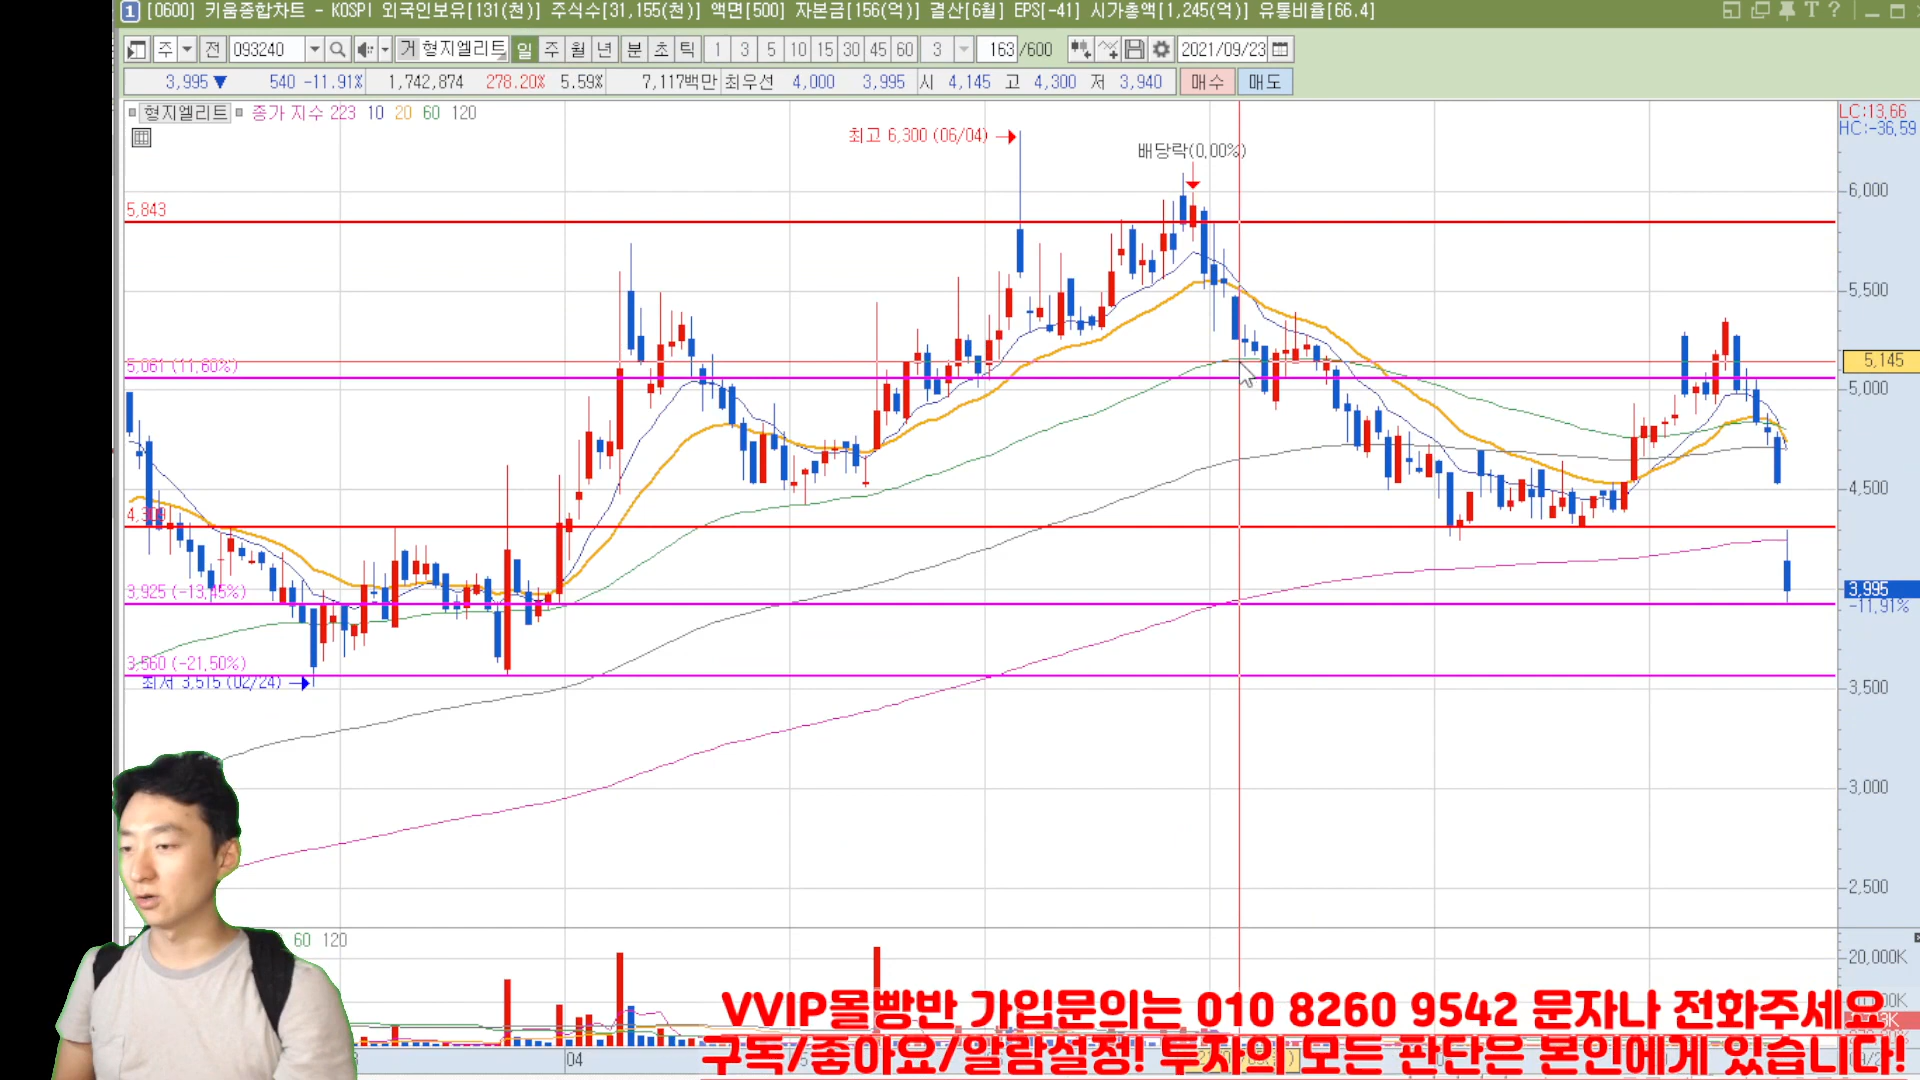 1 [0600] 키움종합차트 - KOSPI 외국인보유[131(천)] 주식수[31,155(천)] 액면[500] 자본금[156(억)] 결산[6월] EPS[-41] 시가총액[1,245(억)] 유통비율[66.4]
주 전 093240 거 형지엘리트 일 주 월 년 분 초 틱 1 3 5 10 15 30 45 60 3 163/600 2021/09/23
3,995▼ 540 -11.91% 1,742,874 278.20% 5.59% 7,117백만 최우선 4,000 3,995 시 4,145 고 4,300 저 3,940 매수 매도
형지엘리트 종가 지수 223 10 20 60 120
LC:13.66
HC:-36.59
최고 6,300 (06/04)
배당락(0.00%)
6,000
5,843
5,500
5,061 (11.60%)
5,145
5,000
4,500
3,925 (-13.45%)
3,995
-11.91%
3,560 (-21.50%)
최저 3,515 (02/24)
3,500
3,000
2,500
60 120
20,000K
VVIP몰빵반 가입문의는 010 8260 9542 문자나 전화주세요
04
구독/좋아요/알람설정! 투자의 모든 판단은 본인에게 있습니다!